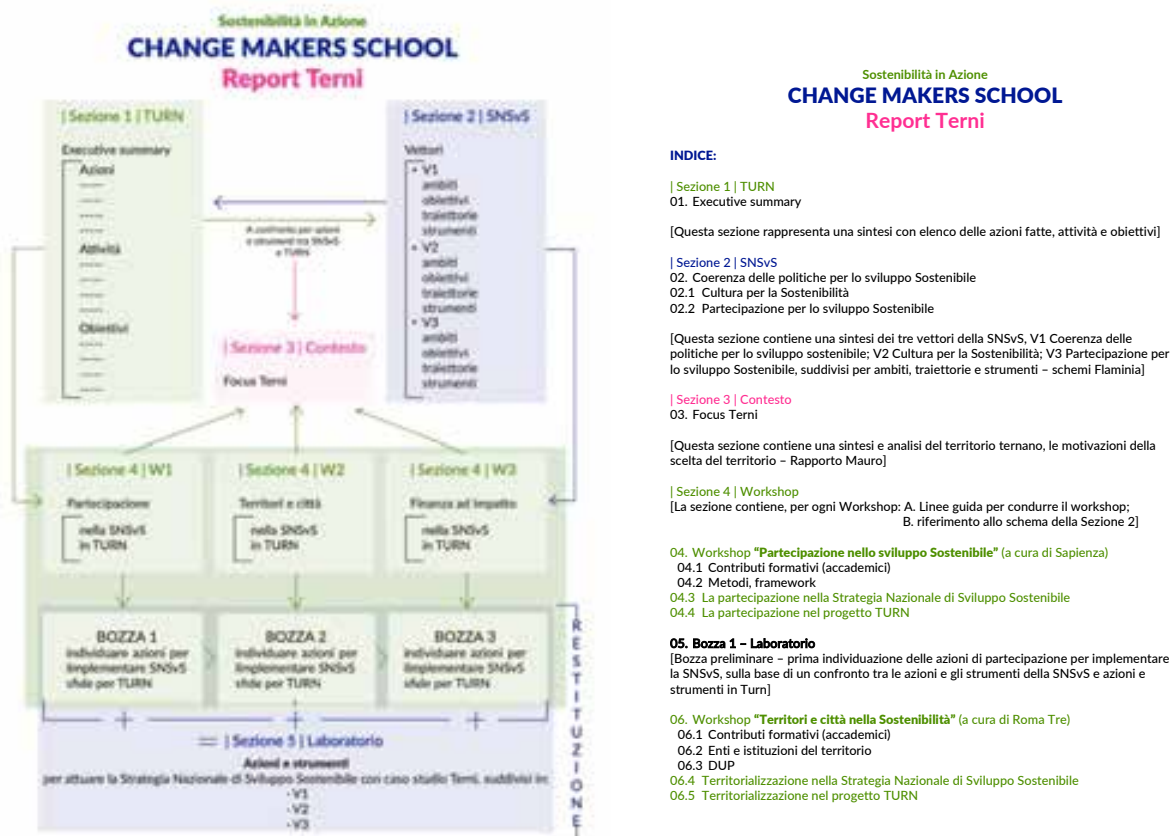 Sostenibilità in Azione
CHANGE MAKERS SCHOOL
Report Terni
| Sezione 1 | TURN
Executive summary
Azioni
-----
-----
-----
-----
Attività
-----
-----
-----
-----
Obiettivi
-----
-----
-----
-----
A confronto per azioni
e strumenti tra SNSvS
e TURN
| Sezione 2 | SNSvS
Vettori
• V1
ambiti
obiettivi
traiettorie
strumenti
• V2
ambiti
obiettivi
traiettorie
strumenti
• V3
ambiti
obiettivi
traiettorie
strumenti
| Sezione 3 | Contesto
Focus Terni
| Sezione 4 | W1
Partecipazione
nella SNSvS
in TURN
| Sezione 4 | W2
Territori e città
nella SNSvS
in TURN
| Sezione 4 | W3
Finanza ad impatto
nella SNSvS
in TURN
BOZZA 1
individuare azioni per
implementare SNSvS
sfide per TURN
BOZZA 2
individuare azioni per
implementare SNSvS
sfide per TURN
BOZZA 3
individuare azioni per
implementare SNSvS
sfide per TURN
RESTITUZIONE
= | Sezione 5 | Laboratorio
Azioni e strumenti
per attuare la Strategia Nazionale di Sviluppo Sostenibile con caso studio Terni, suddivisi in:
- V1
- V2
- V3
Sostenibilità in Azione
CHANGE MAKERS SCHOOL
Report Terni
INDICE:
| Sezione 1 | TURN
01. Executive summary
[Questa sezione rappresenta una sintesi con elenco delle azioni fatte, attività e obiettivi]
| Sezione 2 | SNSvS
02. Coerenza delle politiche per lo sviluppo Sostenibile
02.1 Cultura per la Sostenibilità
02.2 Partecipazione per lo sviluppo Sostenibile
[Questa sezione contiene una sintesi dei tre vettori della SNSvS, V1 Coerenza delle
politiche per lo sviluppo sostenibile; V2 Cultura per la Sostenibilità; V3 Partecipazione per
lo sviluppo Sostenibile, suddivisi per ambiti, traiettorie e strumenti – schemi Flaminia]
| Sezione 3 | Contesto
03. Focus Terni
[Questa sezione contiene una sintesi e analisi del territorio ternano, le motivazioni della
scelta del territorio – Rapporto Mauro]
| Sezione 4 | Workshop
[La sezione contiene, per ogni Workshop: A. Linee guida per condurre il workshop;
B. riferimento allo schema della Sezione 2]
04. Workshop “Partecipazione nello sviluppo Sostenibile” (a cura di Sapienza)
04.1 Contributi formativi (accademici)
04.2 Metodi, framework
04.3 La partecipazione nella Strategia Nazionale di Sviluppo Sostenibile
04.4 La partecipazione nel progetto TURN
05. Bozza 1 – Laboratorio
[Bozza preliminare – prima individuazione delle azioni di partecipazione per implementare
la SNSvS, sulla base di un confronto tra le azioni e gli strumenti della SNSvS e azioni e
strumenti in Turn]
06. Workshop “Territori e città nella Sostenibilità” (a cura di Roma Tre)
06.1 Contributi formativi (accademici)
06.2 Enti e istituzioni del territorio
06.3 DUP
06.4 Territorializzazione nella Strategia Nazionale di Sviluppo Sostenibile
06.5 Territorializzazione nel progetto TURN